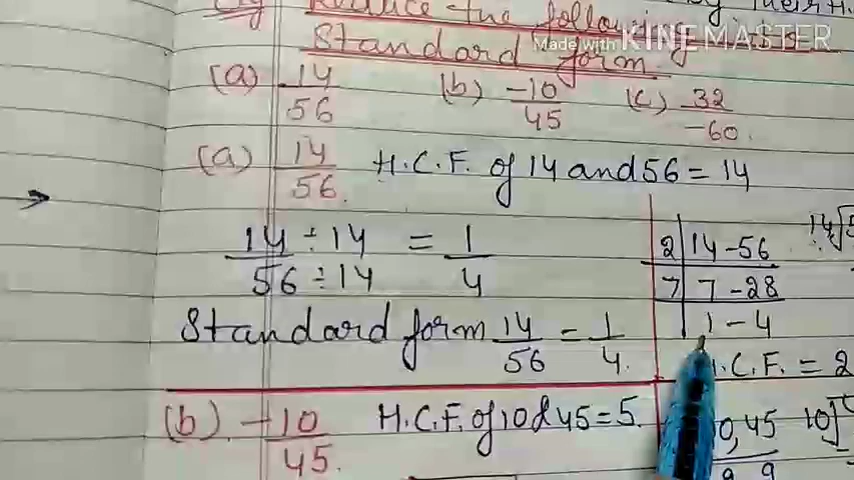 Reduce the following
Standard form.
Made with KINEMASTER
(a) 14/56 (b) -10/45 (c) 32/-60.
(a) 14/56. H.C.F. of 14 and 56 = 14
14 ÷ 14 / 56 ÷ 14 = 1/4
2 | 14 - 56
7 | 7 - 28
1 - 4
Standard form 14/56 = 1/4.
H.C.F. = 2
(b). -10/45. H.C.F. of 10 & 45 = 5.